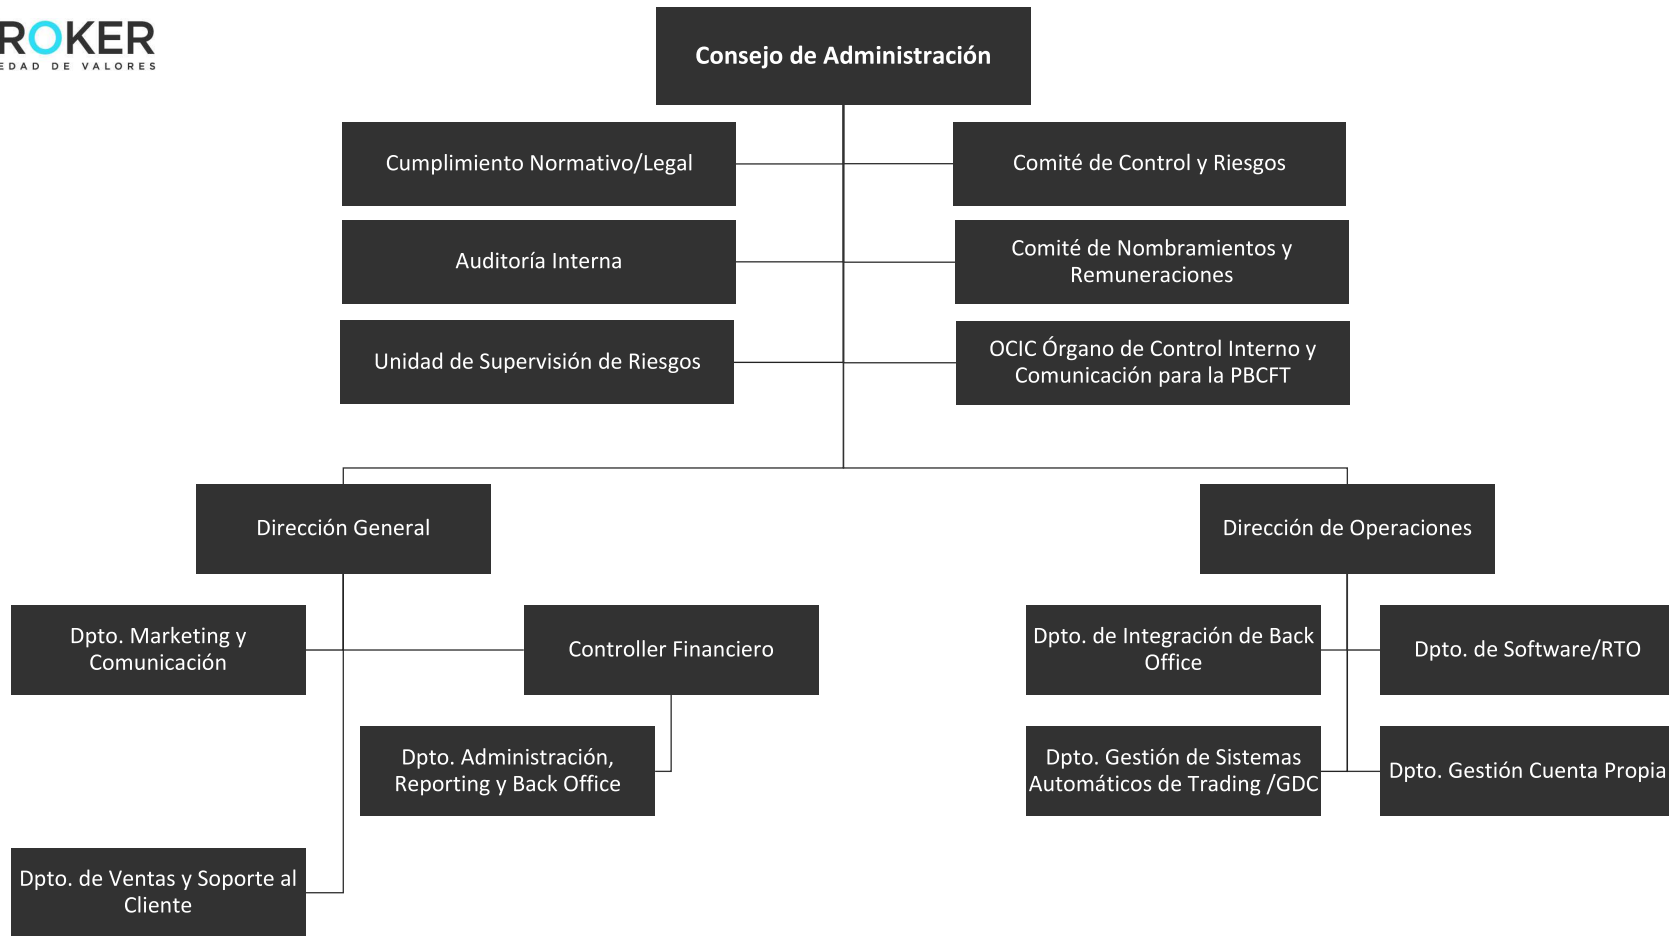 ROKER
EDAD DE VALORES
Consejo de Administración
Cumplimiento Normativo/Legal
Comité de Control y Riesgos
Auditoría Interna
Comité de Nombramientos y
Remuneraciones
Unidad de Supervisión de Riesgos
OCIC Órgano de Control Interno y
Comunicación para la PBCFT
Dirección General
Dirección de Operaciones
Dpto. Marketing y
Comunicación
Controller Financiero
Dpto. de Integración de Back
Office
Dpto. de Software/RTO
Dpto. Administración,
Reporting y Back Office
Dpto. Gestión de Sistemas
Automáticos de Trading /GDC
Dpto. Gestión Cuenta Propia
Dpto. de Ventas y Soporte al
Cliente